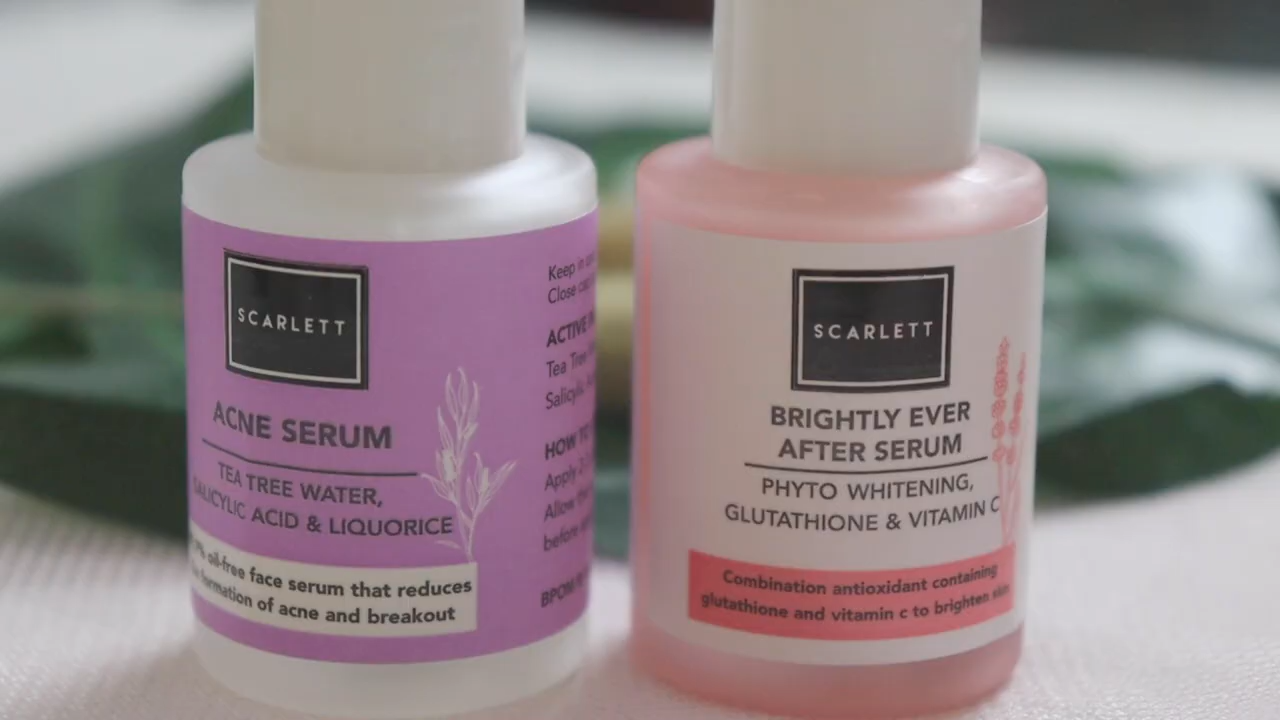 SCARLETT
ACNE SERUM
TEA TREE WATER,
SALICYLIC ACID & LIQUORICE
oil-free face serum that reduces
formation of acne and breakout
Keep in
Close
ACTIVE
Tea Tree
HOW TO
Apply
Allow
before
BPOM
SCARLETT
BRIGHTLY EVER
AFTER SERUM
PHYTO WHITENING,
GLUTATHIONE & VITAMIN C
Combination antioxidant containing
glutathione and vitamin c to brighten skin